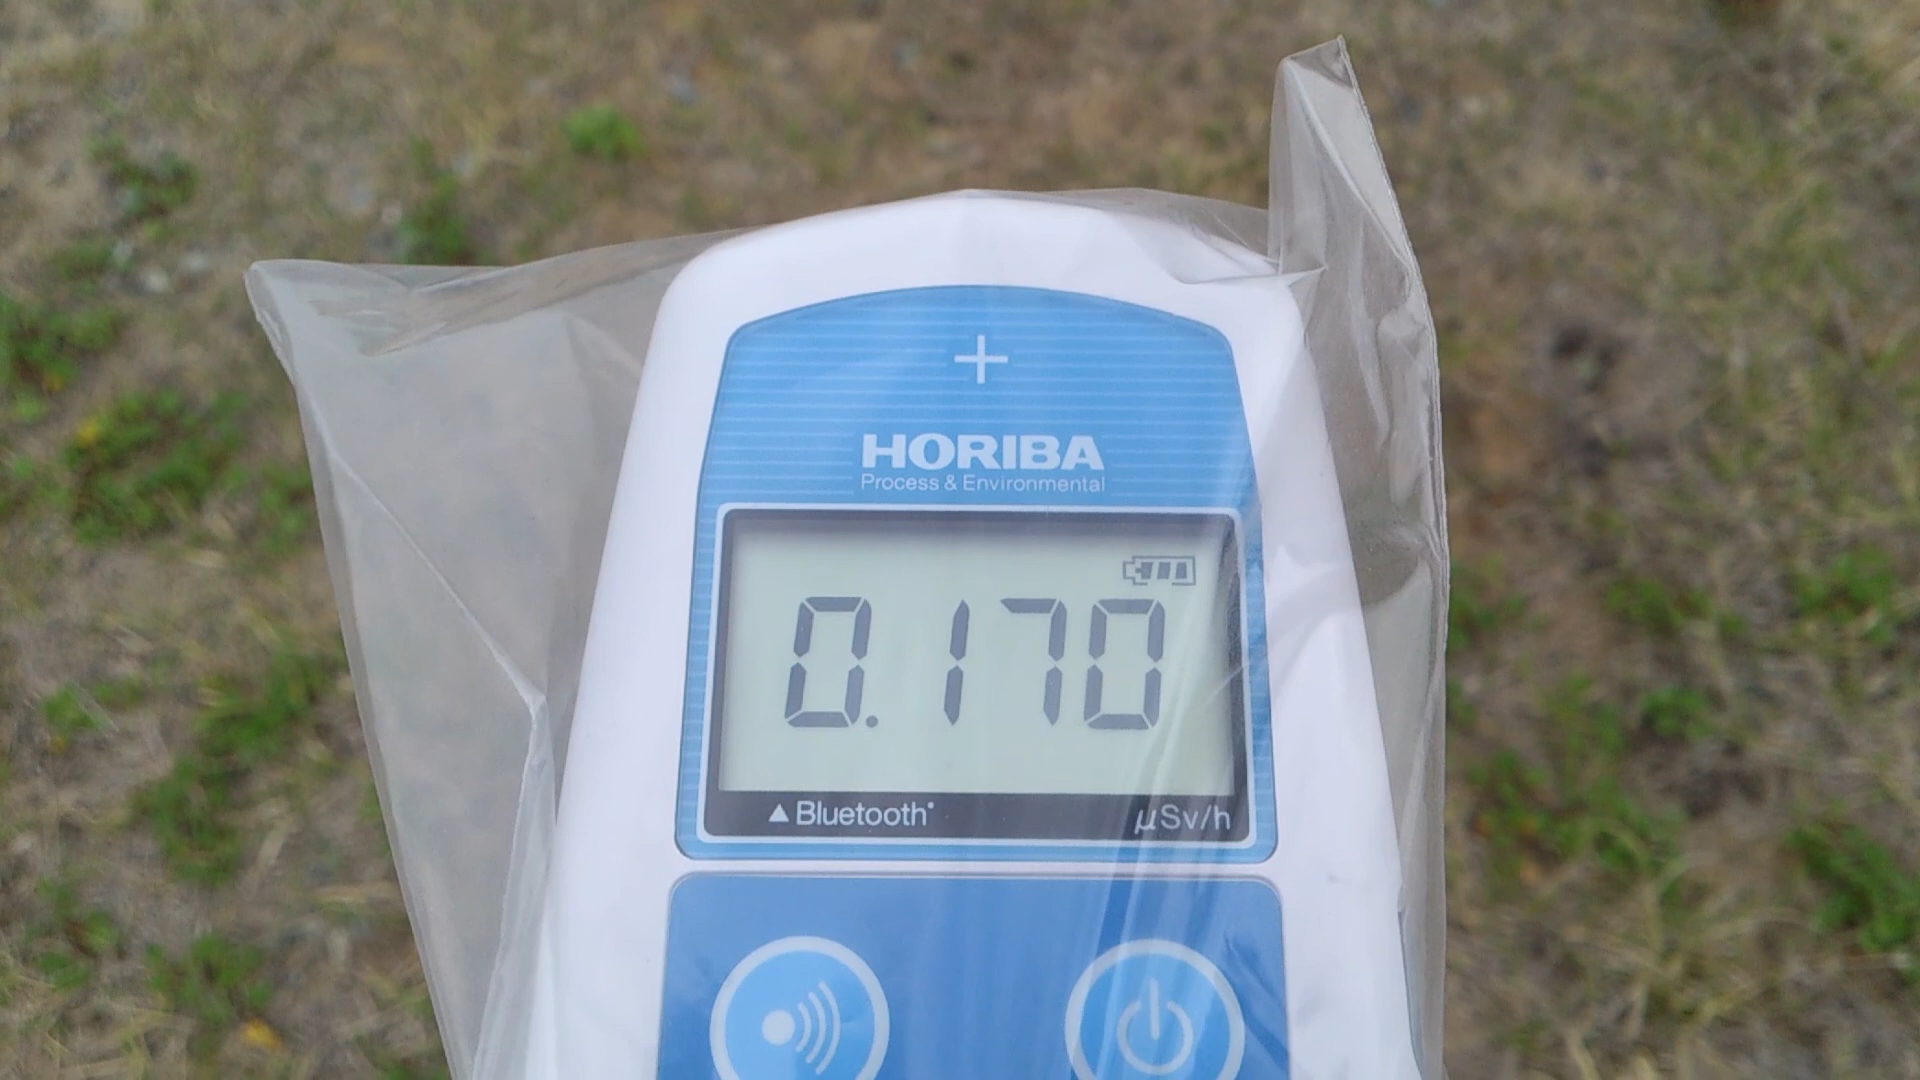 HORIBA
Process & Environmental
0.170
▲Bluetooth®
μSv/h